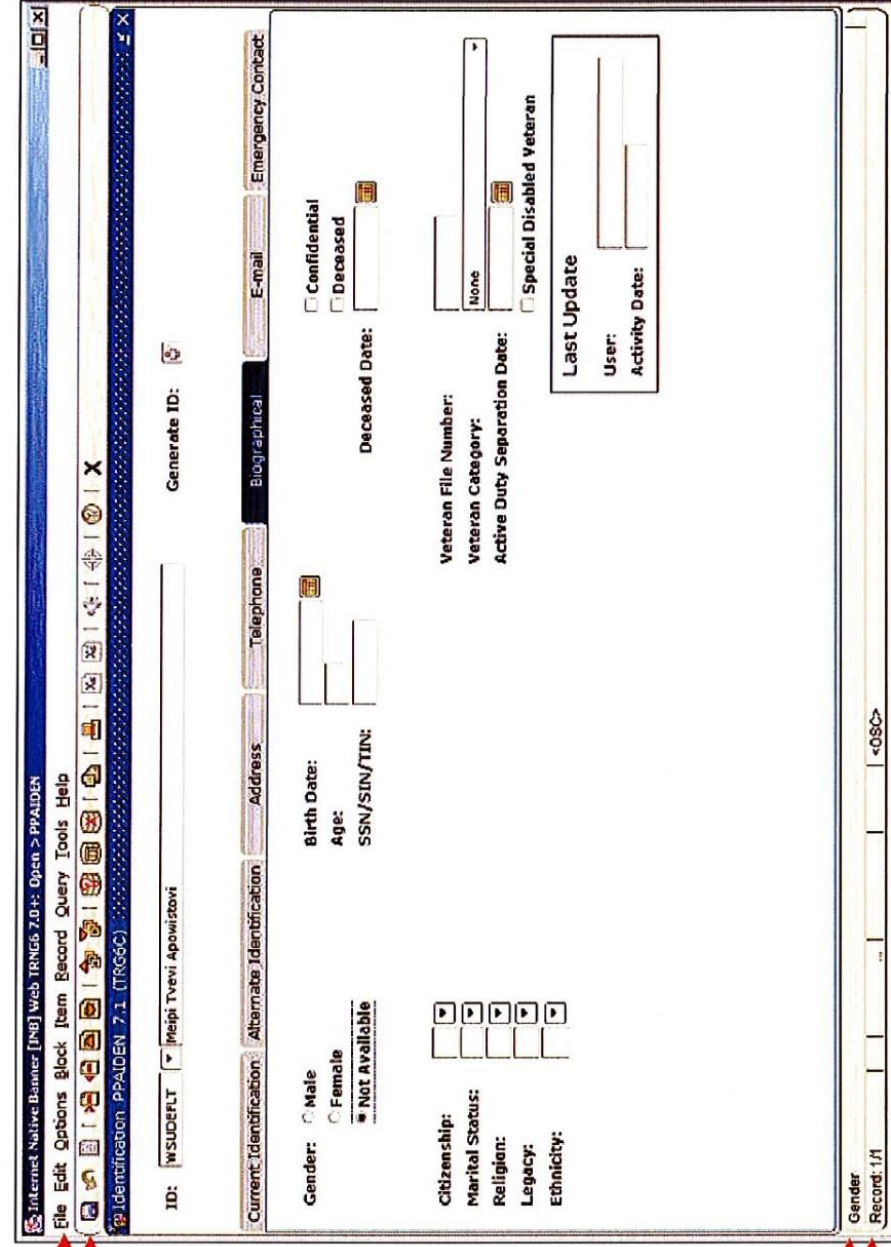 Internet Native Banner [INB] Web TRNG6 7.0+: Open > PPAIDEN
File Edit Options Block Item Record Query Tools Help
Identification PPAIDEN 7.1 (TRG6C)
ID: WSUDEFLT Meipi Tvevi Apowistovi Generate ID:
Current Identification Alternate Identification Address Telephone Biographical E-mail Emergency Contact
Gender: Male
Female
Not Available
Birth Date:
Age:
SSN/SIN/TIN:
Confidential
Deceased
Deceased Date:
Citizenship:
Marital Status:
Religion:
Legacy:
Ethnicity:
Veteran File Number:
Veteran Category: None
Active Duty Separation Date:
Special Disabled Veteran
Last Update
User:
Activity Date:
Gender
Record: 1/1 ... <OSC>